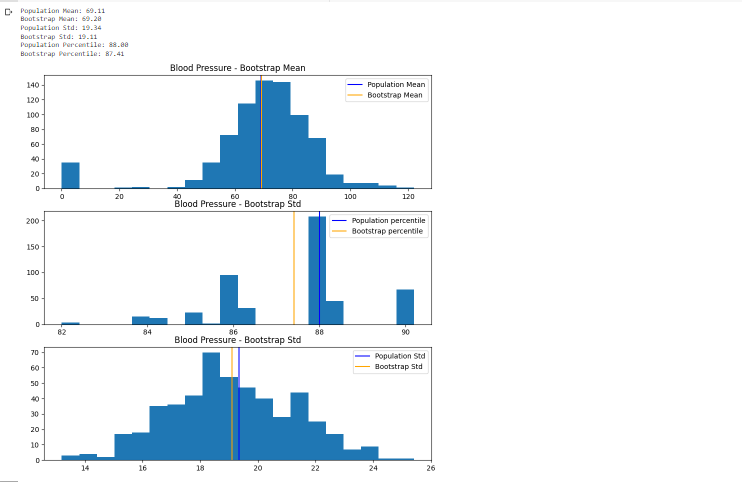 Population Mean: 69.11
Bootstrap Mean: 69.20
Population Std: 19.34
Bootstrap Std: 19.11
Population Percentile: 88.00
Bootstrap Percentile: 87.41
Blood Pressure - Bootstrap Mean
Population Mean
Bootstrap Mean
140
120
100
80
60
40
20
0
0 20 40 60 80 100 120
Blood Pressure - Bootstrap Std
Population percentile
Bootstrap percentile
200
150
100
50
0
82 84 86 88 90
Blood Pressure - Bootstrap Std
Population Std
Bootstrap Std
70
60
50
40
30
20
10
0
14 16 18 20 22 24 26